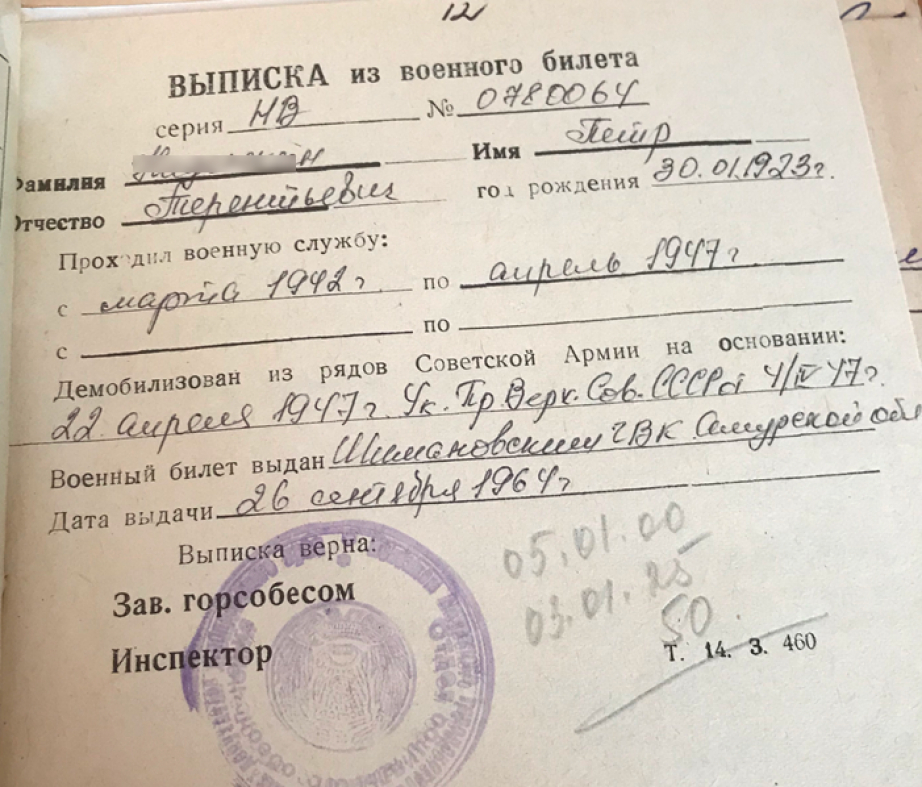 12
ВЫПИСКА из военного билета
серия НВ № 0780064
Фамилия Имя Петр
Отчество Терентьевич год рождения 30.01.1923г.
Проходил военную службу:
с марта 1942г по апрель 1947г
с по
Демобилизован из рядов Советской Армии на основании:
22 апреля 1947г. Ук. Пр. Верх. Сов. СССР от 4/IV 47г.
Военный билет выдан Шимановским ГВК Амурской обл
Дата выдачи 26 сентября 1964г
Выписка верна:
05.01.00
Зав. горсобесом
03.01.25
50
Инспектор
Т. 14. 3. 460